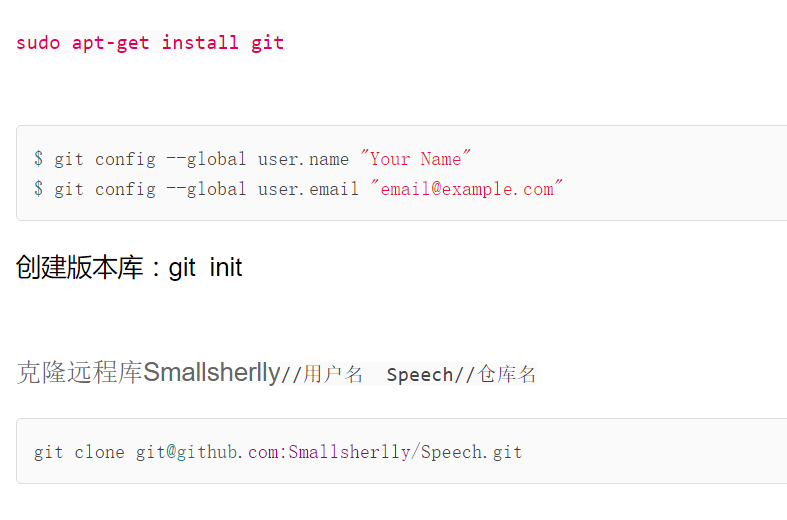 sudo apt-get install git
$ git config --global user.name "Your Name"
$ git config --global user.email "email@example.com"
创建版本库：git  init
克隆远程库Smallsherlly//用户名  Speech//仓库名
git clone git@github.com:Smallsherlly/Speech.git